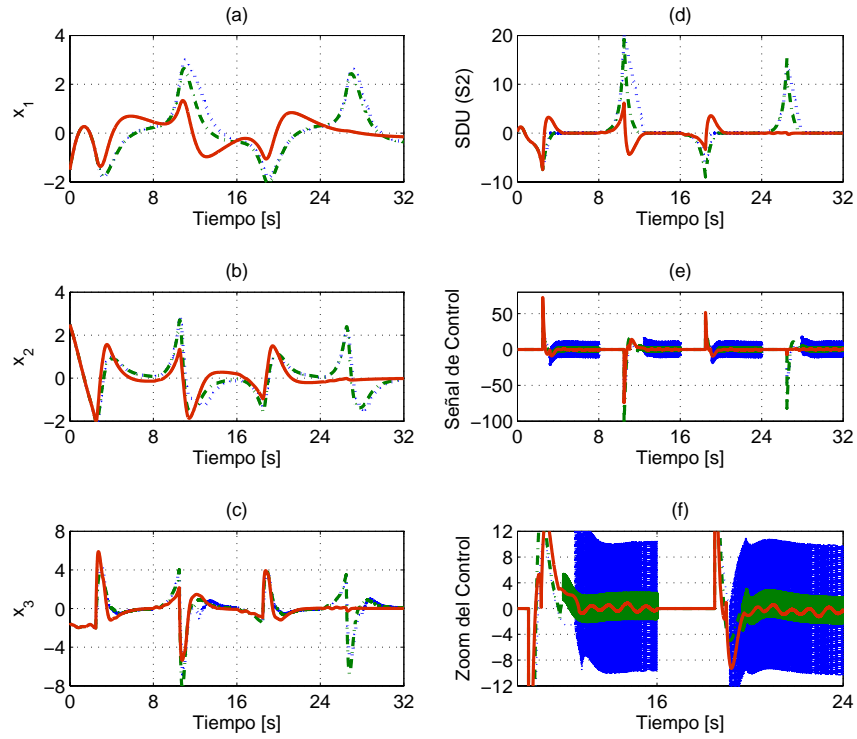 (a)
4
2
0
−2
x1
0 8 16 24 32
Tiempo [s]
(b)
4
2
0
−2
x2
0 8 16 24 32
Tiempo [s]
(c)
8
4
0
−4
−8
x3
0 8 16 24 32
Tiempo [s]
(d)
20
10
0
−10
SDU (S2)
0 8 16 24 32
Tiempo [s]
(e)
50
0
−50
−100
Señal de Control
0 8 16 24 32
Tiempo [s]
(f)
12
8
4
0
−4
−8
−12
Zoom del Control
16 24
Tiempo [s]